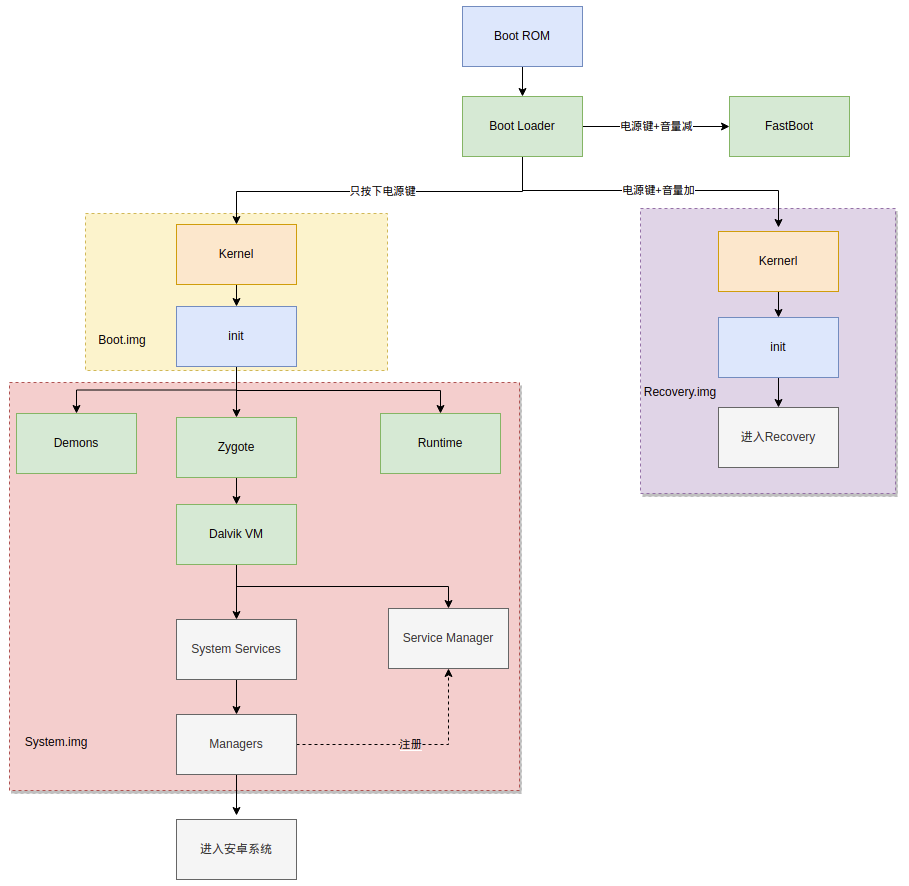 Boot ROM
Boot Loader
电源键+音量减
FastBoot
只按下电源键
电源键+音量加
Kernel
init
Boot.img
Kernerl
init
Recovery.img
进入Recovery
Demons
Zygote
Runtime
Dalvik VM
System Services
Service Manager
Managers
注册
System.img
进入安卓系统